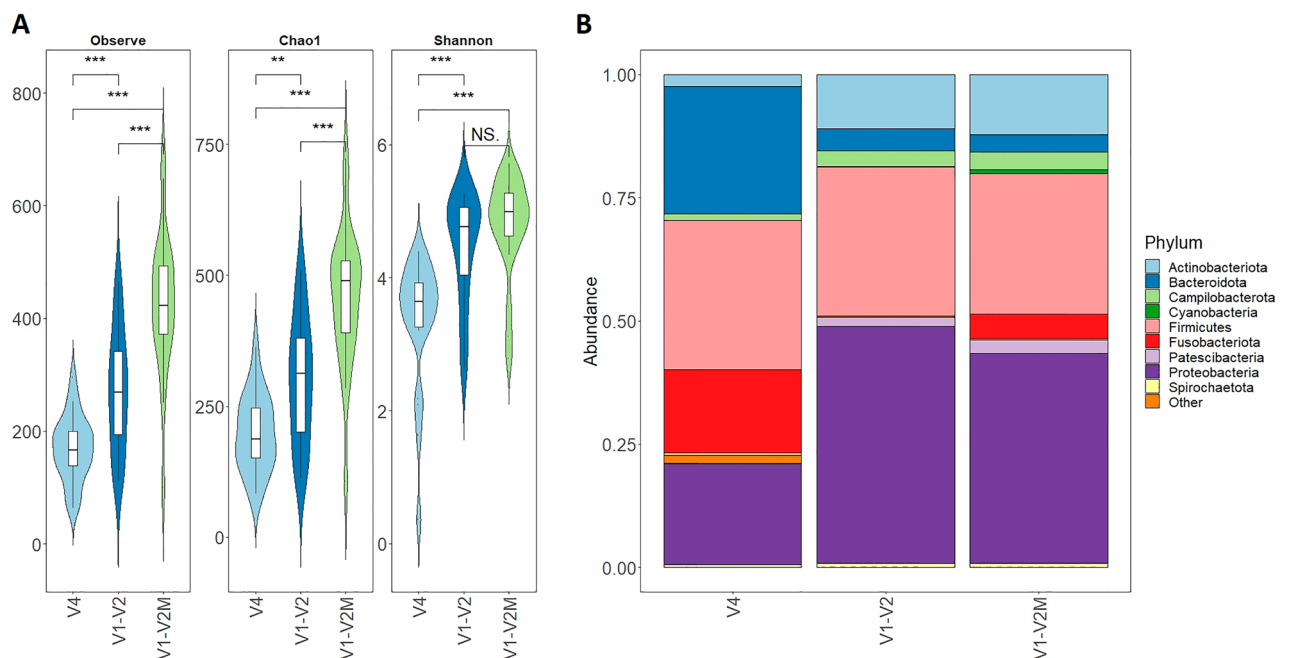 A
B
Observe
Chao1
Shannon
***
***
***
800
600
400
200
0
V4
V1-V2
V1-V2M
**
***
***
750
500
250
0
V4
V1-V2
V1-V2M
***
***
NS.
6
4
2
0
V4
V1-V2
V1-V2M
Abundance
1.00
0.75
0.50
0.25
0.00
V4
V1-V2
V1-V2M
Phylum
Actinobacteriota
Bacteroidota
Campilobacterota
Cyanobacteria
Firmicutes
Fusobacteriota
Patescibacteria
Proteobacteria
Spirochaetota
Other